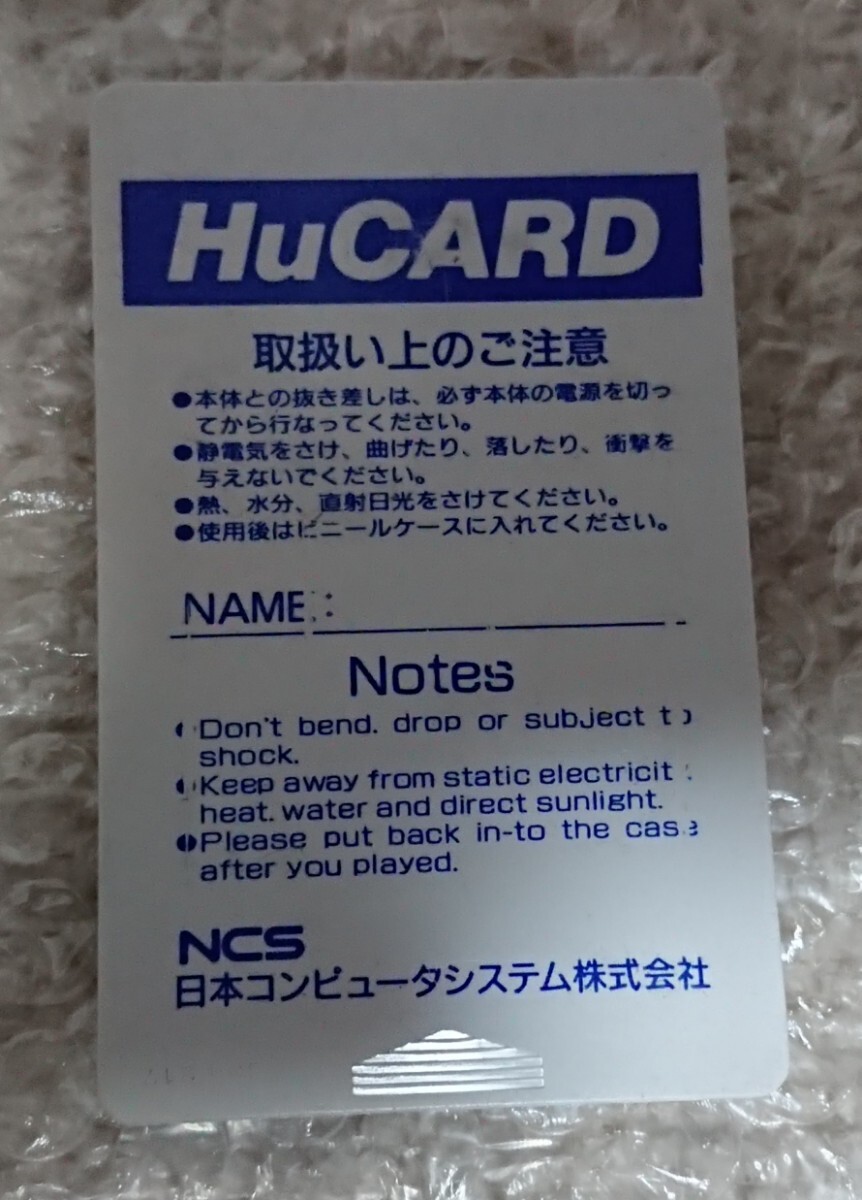 HuCARD
取扱い上のご注意
●本体との抜き差しは、必ず本体の電源を切っ
てから行なってください。
●静電気をさけ、曲げたり、落したり、衝撃を
与えないでください。
●熱、水分、直射日光をさけてください。
●使用後はビニールケースに入れてください。
NAME:
Notes
●Don't bend. drop or subject to
shock.
●Keep away from static electricit
heat. water and direct sunlight.
●Please put back in-to the case
after you played.
NCS
日本コンピュータシステム株式会社